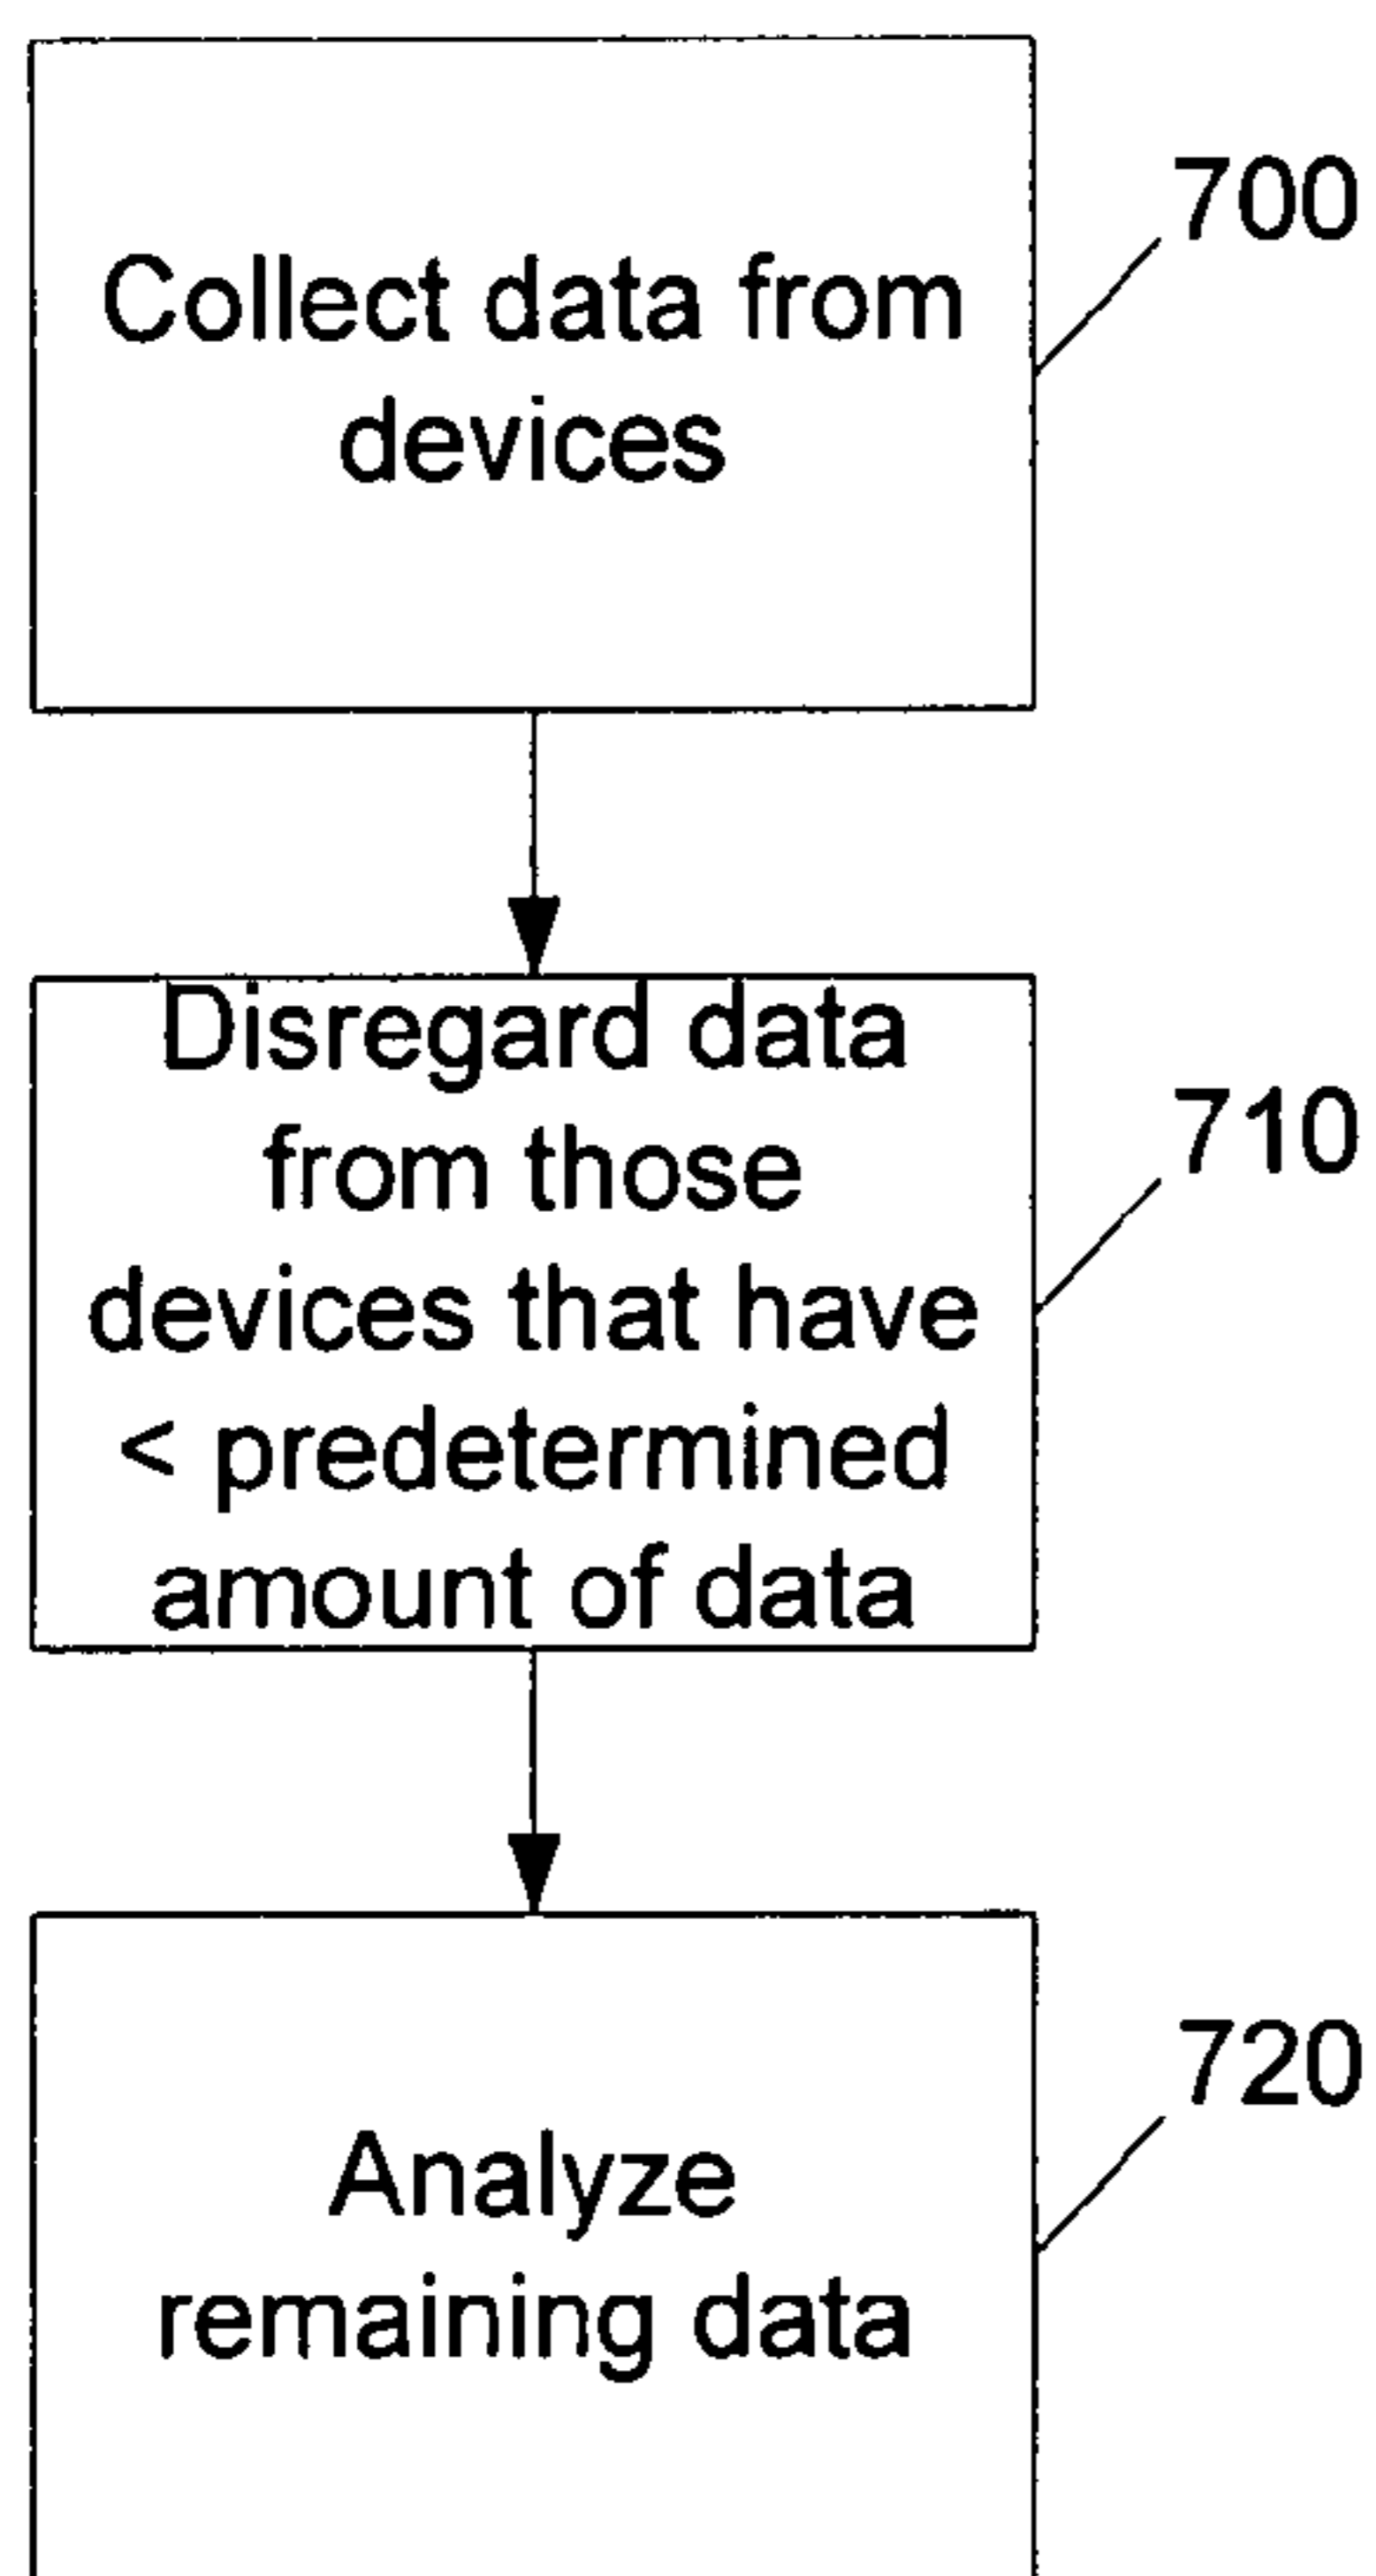 Collect data from
devices
700
Disregard data
from those
devices that have
< predetermined
amount of data
710
Analyze
remaining data
720